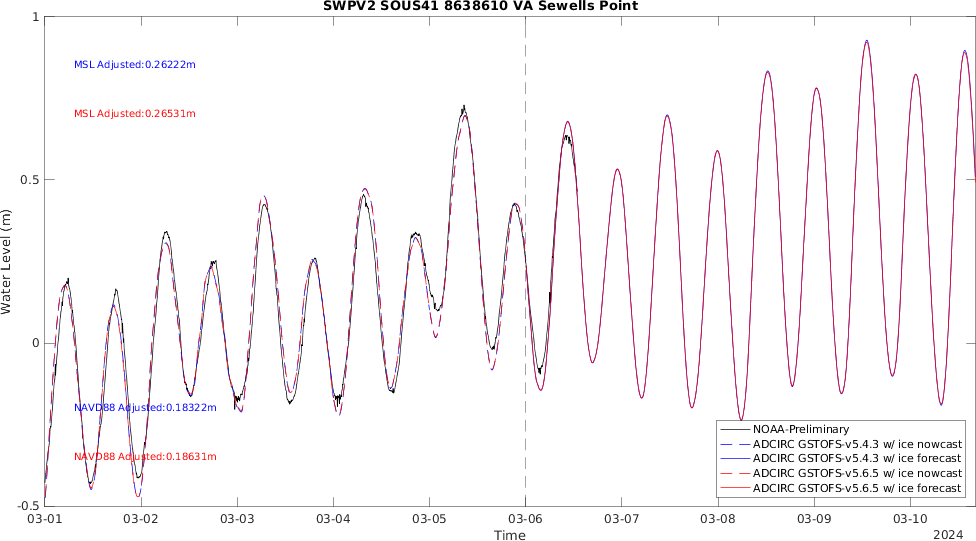 SWPV2 SOUS41 8638610 VA Sewells Point
1
MSL Adjusted:0.26222m
MSL Adjusted:0.26531m
0.5
Water Level (m)
0
NAVD88 Adjusted:0.18322m
NAVD88 Adjusted:0.18631m
NOAA-Preliminary
ADCIRC GSTOFS-v5.4.3 w/ ice nowcast
ADCIRC GSTOFS-v5.4.3 w/ ice forecast
ADCIRC GSTOFS-v5.6.5 w/ ice nowcast
ADCIRC GSTOFS-v5.6.5 w/ ice forecast
-0.5
03-01 03-02 03-03 03-04 03-05 03-06 03-07 03-08 03-09 03-10
Time
2024